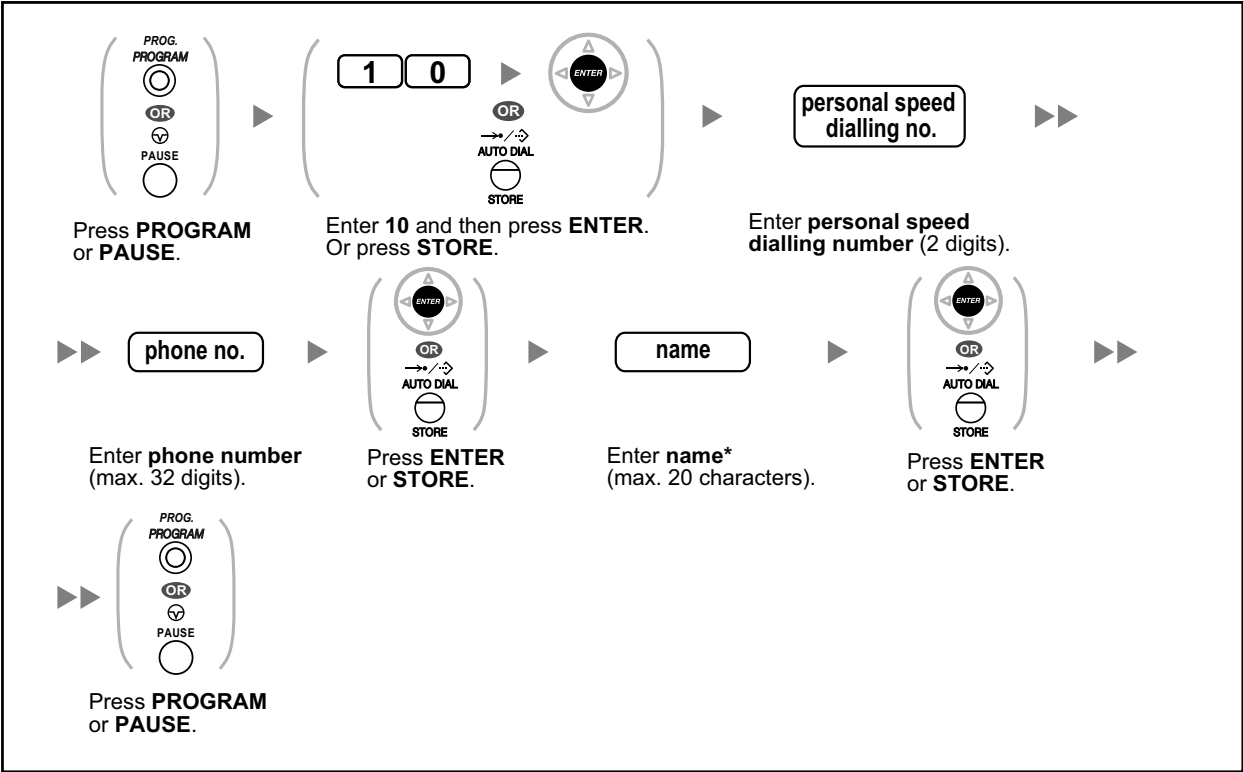 PROG.
PROGRAM
OR
PAUSE
Press PROGRAM
or PAUSE.
1 0
ENTER
OR
AUTO DIAL
STORE
Enter 10 and then press ENTER.
Or press STORE.
personal speed
dialling no.
Enter personal speed
dialling number (2 digits).
phone no.
Enter phone number
(max. 32 digits).
ENTER
OR
AUTO DIAL
STORE
Press ENTER
or STORE.
name
Enter name*
(max. 20 characters).
ENTER
OR
AUTO DIAL
STORE
Press ENTER
or STORE.
PROG.
PROGRAM
OR
PAUSE
Press PROGRAM
or PAUSE.